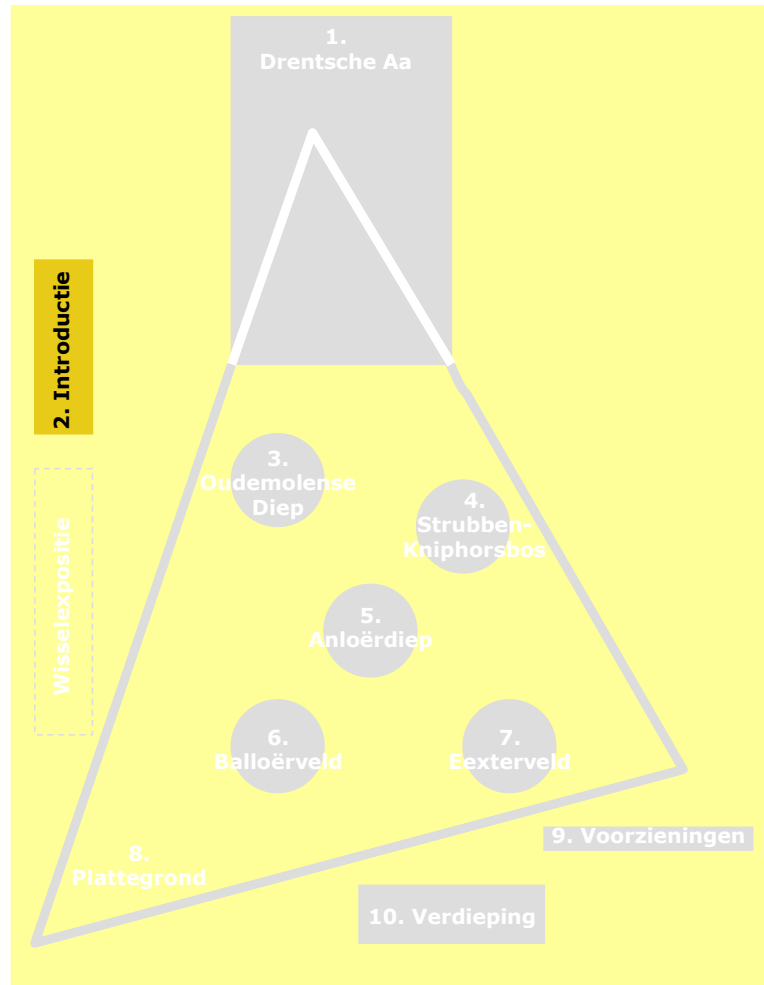 1.
Drentsche Aa
2. Introductie
3.
Oudemolense
Diep
4.
Strubben-
Kniphorsbos
Wisselexpositie
5.
Anloërdiep
6.
Balloërveld
7.
Eexterveld
8.
Plattegrond
9. Voorzieningen
10. Verdieping